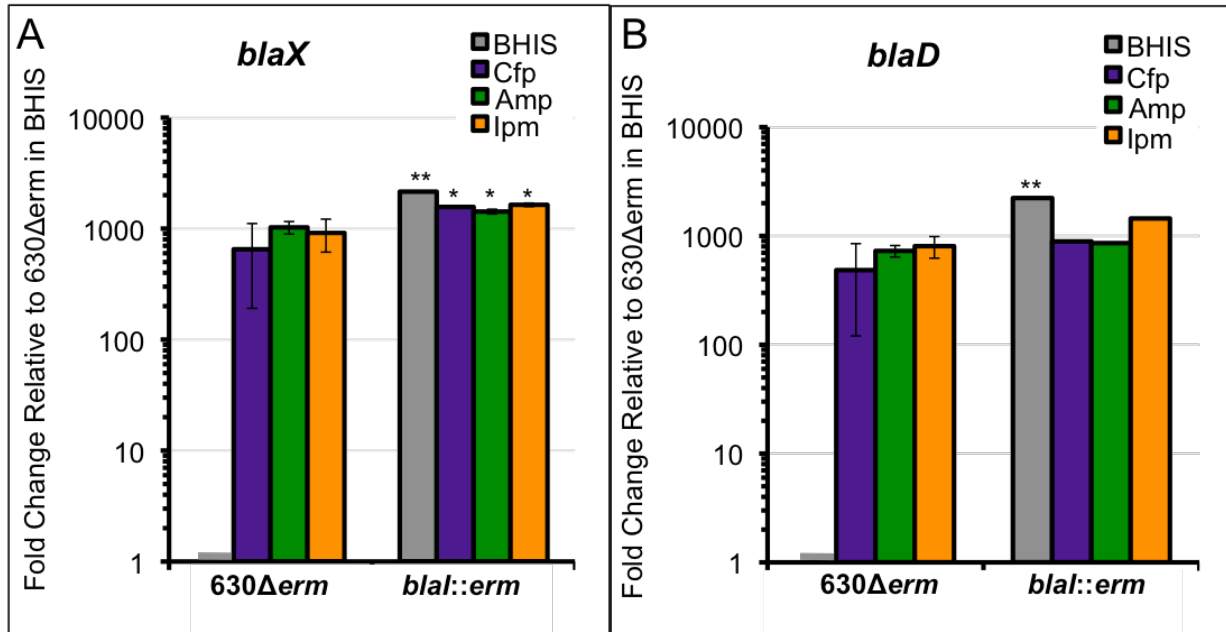 A
blaX
BHIS
Cfp
Amp
Ipm
Fold Change Relative to 630Δerm in BHIS
10000
1000
100
10
1
** * * *
630Δerm blaI::erm
B
blaD
BHIS
Cfp
Amp
Ipm
Fold Change Relative to 630Δerm in BHIS
10000
1000
100
10
1
**
630Δerm blaI::erm